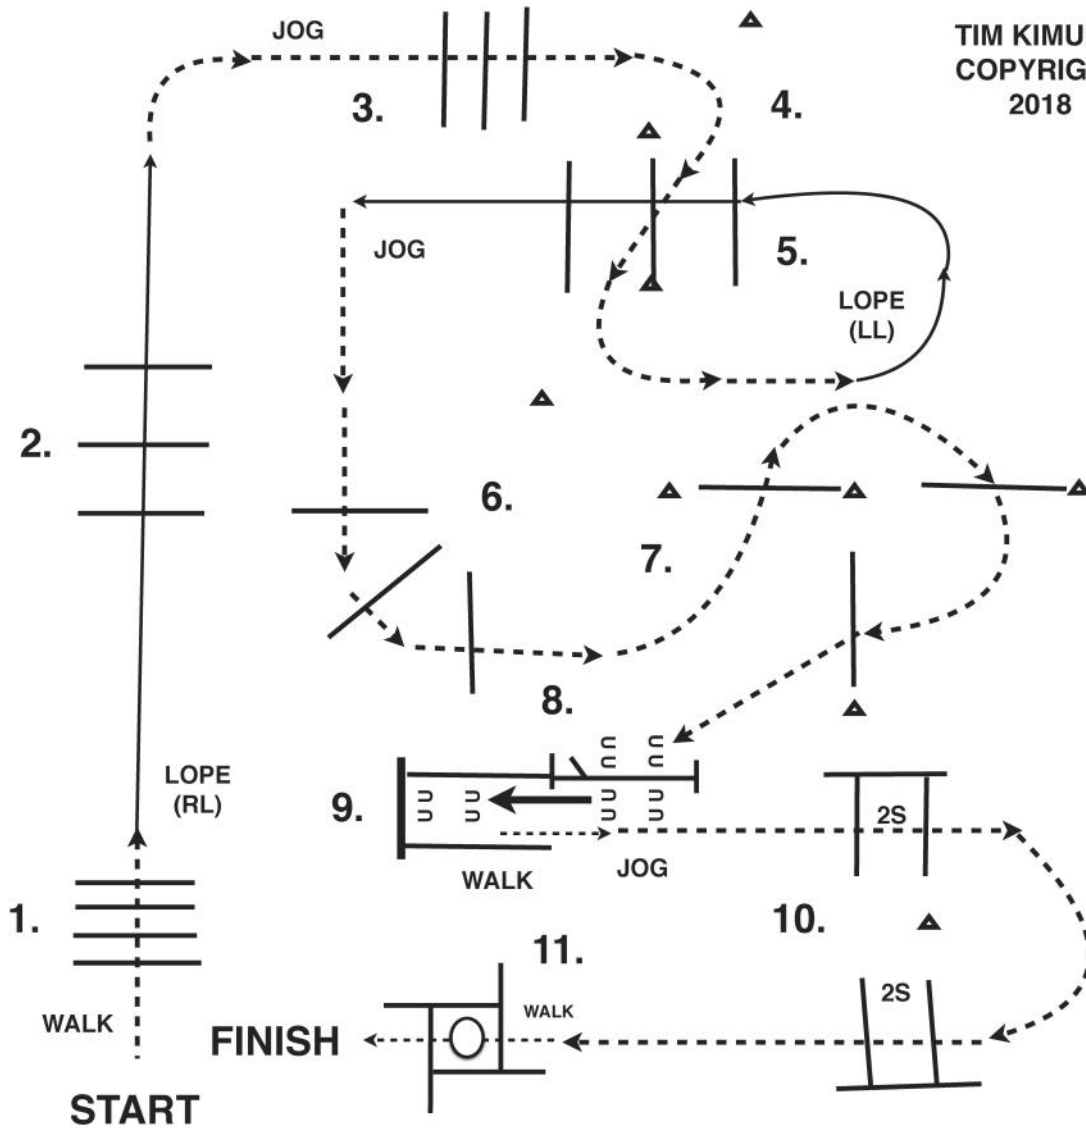 JOG
TIM KIMU
COPYRIG
2018
3.
4.
JOG
5.
LOPE
(LL)
2.
6.
7.
8.
LOPE
(RL)
9.
2S
WALK
JOG
1.
10.
11.
2S
WALK
WALK
FINISH
START